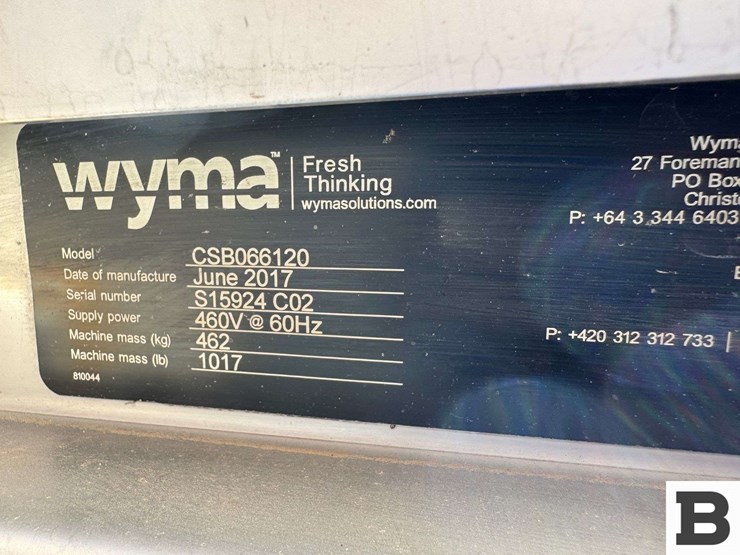 wyma™
Fresh
Thinking
wymasolutions.com
Model CSB066120
Date of manufacture June 2017
Serial number S15924 C02
Supply power 460V @ 60Hz
Machine mass (kg) 462
Machine mass (lb) 1017
810044
27 Foreman
PO Box
P: +64 3 344 6403
P: +420 312 312 733 |
B